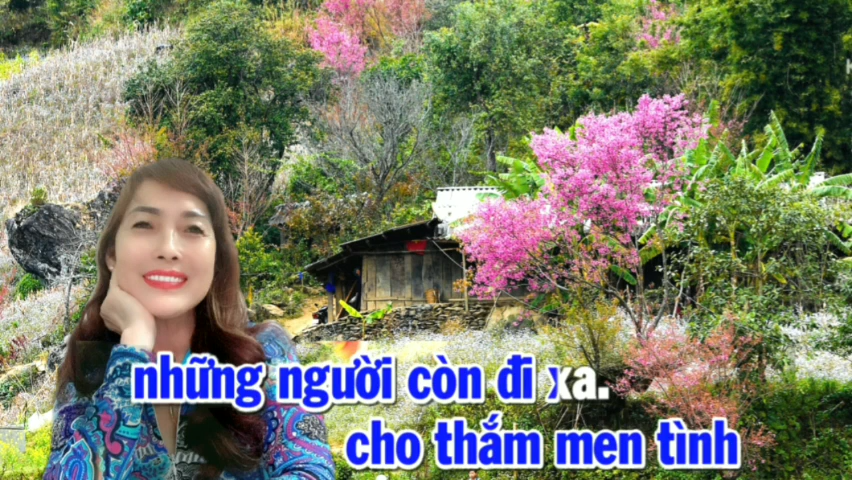 những người còn đi xa.
cho thắm men tình